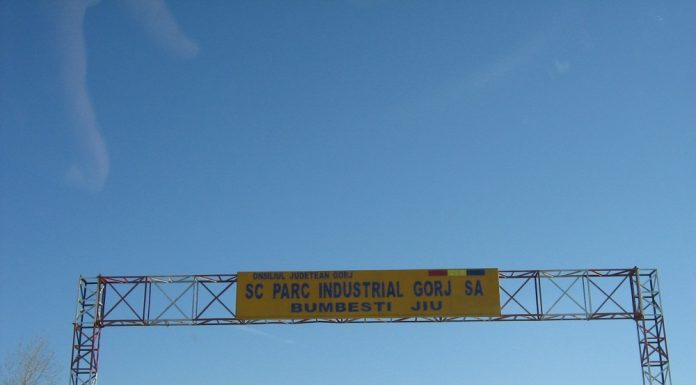 ONSILIUL JUDETEAN GORJ
SC PARC INDUSTRIAL GORJ SA
BUMBESTI JIU